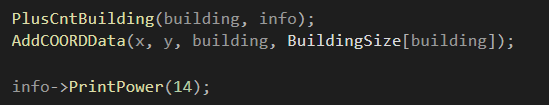 PlusCntBuilding(building, info);
AddCOORDData(x, y, building, BuildingSize[building]);
info->PrintPower(14);